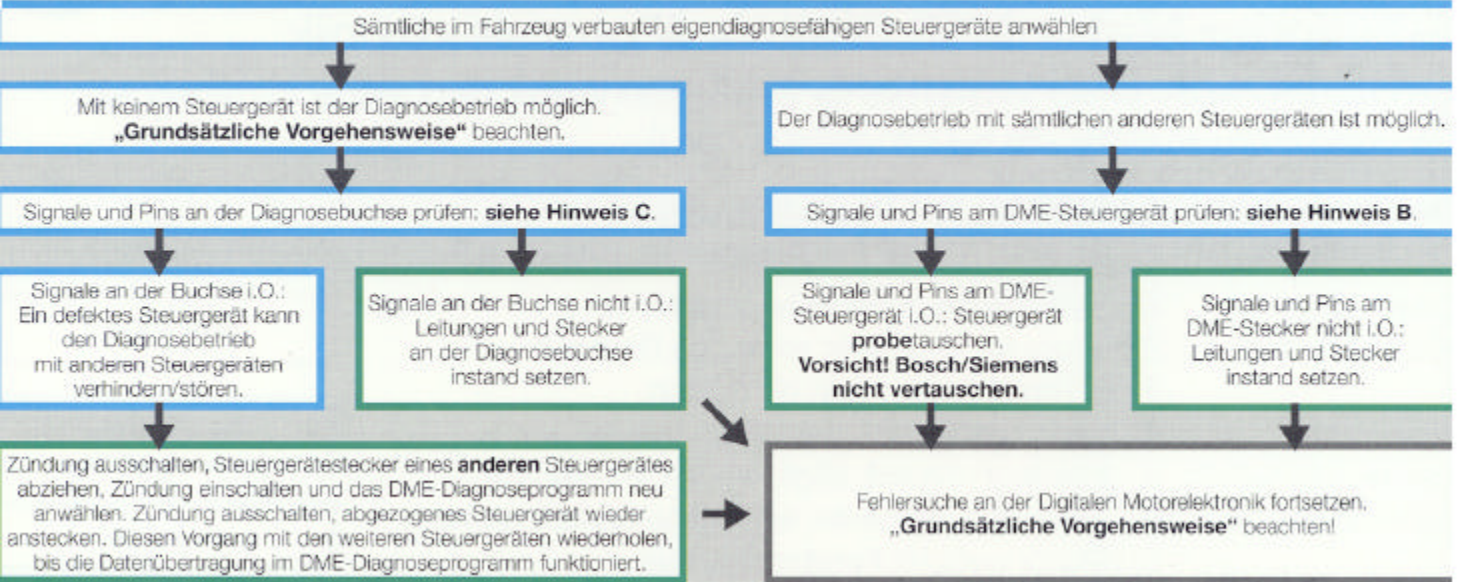 Sämtliche im Fahrzeug verbauten eigendiagnosefähigen Steuergeräte anwählen
Mit keinem Steuergerät ist der Diagnosebetrieb möglich.
„Grundsätzliche Vorgehensweise“ beachten.
Der Diagnosebetrieb mit sämtlichen anderen Steuergeräten ist möglich.
Signale und Pins an der Diagnosebuchse prüfen: siehe Hinweis C.
Signale und Pins am DME-Steuergerät prüfen: siehe Hinweis B.
Signale an der Buchse i.O.:
Ein defektes Steuergerät kann
den Diagnosebetrieb
mit anderen Steuergeräten
verhindern/stören.
Signale an der Buchse nicht i.O.:
Leitungen und Stecker
an der Diagnosebuchse
instand setzen.
Signale und Pins am DME-
Steuergerät i.O.: Steuergerät
probetauschen.
Vorsicht! Bosch/Siemens
nicht vertauschen.
Signale und Pins am
DME-Stecker nicht i.O.:
Leitungen und Stecker
instand setzen.
Zündung ausschalten, Steuergerätestecker eines anderen Steuergerätes
abziehen, Zündung einschalten und das DME-Diagnoseprogramm neu
anwählen. Zündung ausschalten, abgezogenes Steuergerät wieder
anstecken. Diesen Vorgang mit den weiteren Steuergeräten wiederholen,
bis die Datenübertragung im DME-Diagnoseprogramm funktioniert.
Fehlersuche an der Digitalen Motorelektronik fortsetzen.
„Grundsätzliche Vorgehensweise“ beachten!